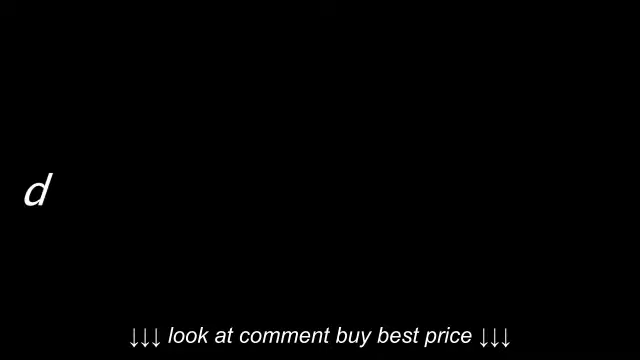 d
↓↓↓ look at comment buy best price ↓↓↓